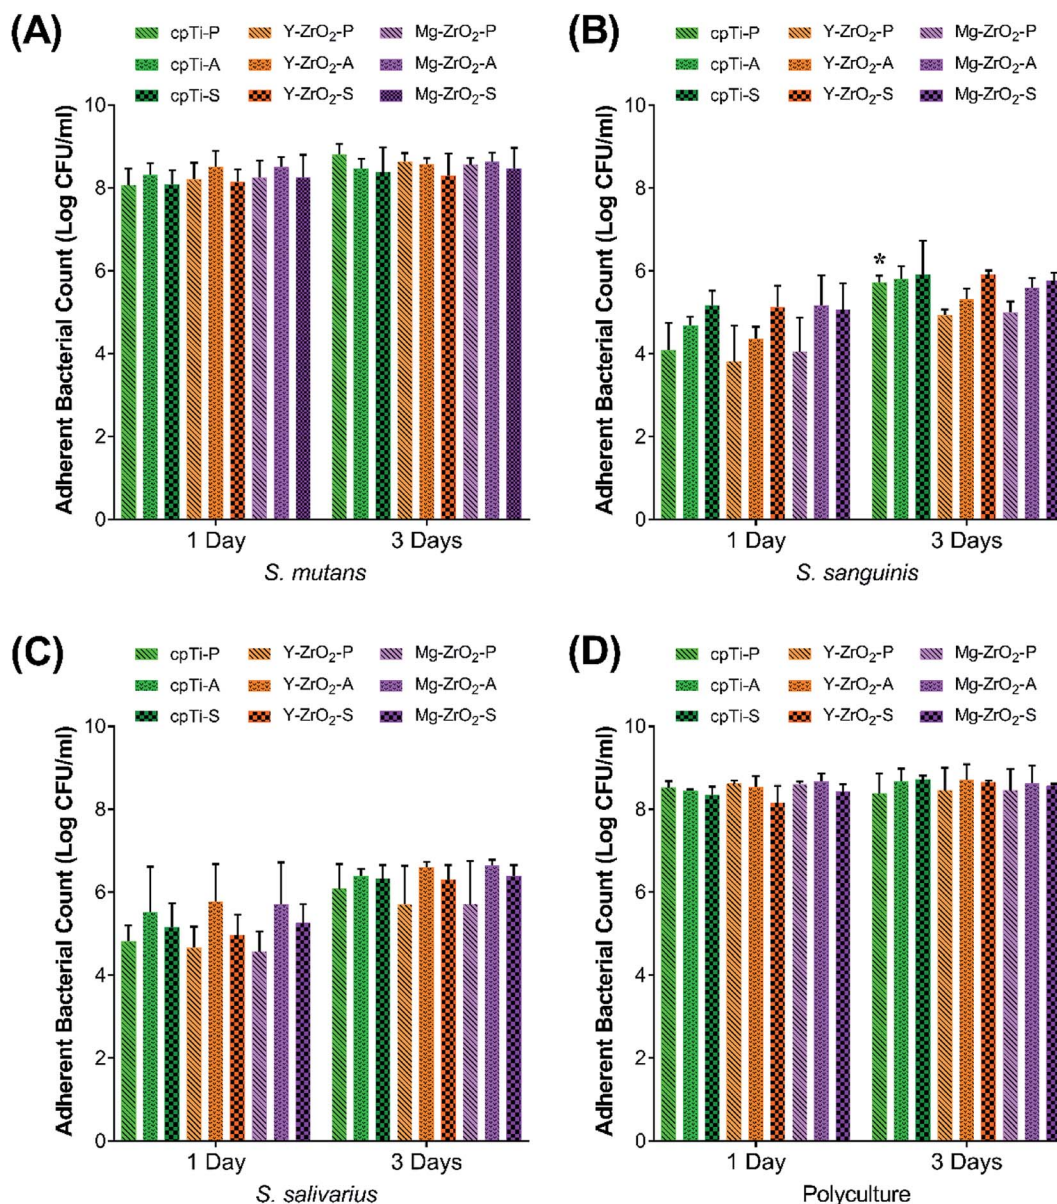 (A)
cpTi-P Y-ZrO2-P Mg-ZrO2-P
cpTi-A Y-ZrO2-A Mg-ZrO2-A
cpTi-S Y-ZrO2-S Mg-ZrO2-S
Adherent Bacterial Count (Log CFU/ml)
10
8
6
4
2
0
1 Day 3 Days
S. mutans
(B)
cpTi-P Y-ZrO2-P Mg-ZrO2-P
cpTi-A Y-ZrO2-A Mg-ZrO2-A
cpTi-S Y-ZrO2-S Mg-ZrO2-S
Adherent Bacterial Count (Log CFU/ml)
10
8
6
4
2
0
*
1 Day 3 Days
S. sanguinis
(C)
cpTi-P Y-ZrO2-P Mg-ZrO2-P
cpTi-A Y-ZrO2-A Mg-ZrO2-A
cpTi-S Y-ZrO2-S Mg-ZrO2-S
Adherent Bacterial Count (Log CFU/ml)
10
8
6
4
2
0
1 Day 3 Days
S. salivarius
(D)
cpTi-P Y-ZrO2-P Mg-ZrO2-P
cpTi-A Y-ZrO2-A Mg-ZrO2-A
cpTi-S Y-ZrO2-S Mg-ZrO2-S
Adherent Bacterial Count (Log CFU/ml)
10
8
6
4
2
0
1 Day 3 Days
Polyculture